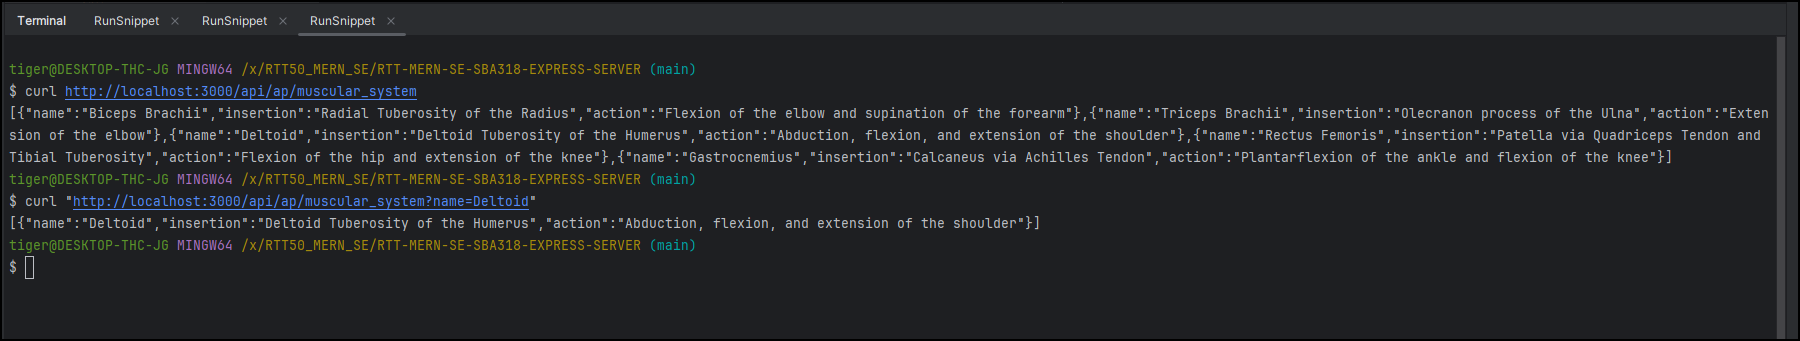 Terminal RunSnippet × RunSnippet × RunSnippet ×
tiger@DESKTOP-THC-JG MINGW64 /x/RTT50_MERN_SE/RTT-MERN-SE-SBA318-EXPRESS-SERVER (main)
$ curl http://localhost:3000/api/ap/muscular_system
[{"name":"Biceps Brachii","insertion":"Radial Tuberosity of the Radius","action":"Flexion of the elbow and supination of the forearm"},{"name":"Triceps Brachii","insertion":"Olecranon process of the Ulna","action":"Exten
sion of the elbow"},{"name":"Deltoid","insertion":"Deltoid Tuberosity of the Humerus","action":"Abduction, flexion, and extension of the shoulder"},{"name":"Rectus Femoris","insertion":"Patella via Quadriceps Tendon and
Tibial Tuberosity","action":"Flexion of the hip and extension of the knee"},{"name":"Gastrocnemius","insertion":"Calcaneus via Achilles Tendon","action":"Plantarflexion of the ankle and flexion of the knee"}]
tiger@DESKTOP-THC-JG MINGW64 /x/RTT50_MERN_SE/RTT-MERN-SE-SBA318-EXPRESS-SERVER (main)
$ curl "http://localhost:3000/api/ap/muscular_system?name=Deltoid"
[{"name":"Deltoid","insertion":"Deltoid Tuberosity of the Humerus","action":"Abduction, flexion, and extension of the shoulder"}]
tiger@DESKTOP-THC-JG MINGW64 /x/RTT50_MERN_SE/RTT-MERN-SE-SBA318-EXPRESS-SERVER (main)
$